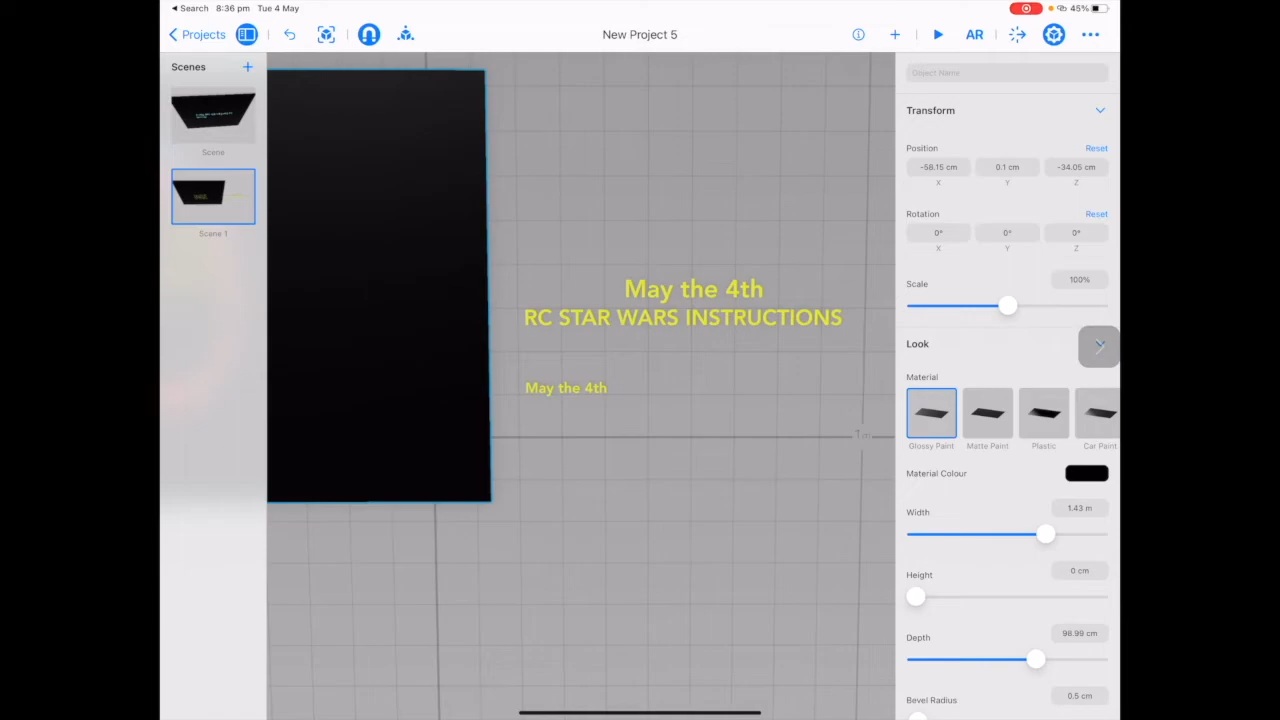 Search 8:36 pm Tue 4 May 45%
Projects
New Project 5
AR
Scenes
Scene
Scene 1
May the 4th
RC STAR WARS INSTRUCTIONS
May the 4th
1m
Object Name
Transform
Position Reset
-58.15 cm 0.1 cm -34.05 cm
X Y Z
Rotation Reset
0° 0° 0°
X Y Z
Scale 100%
Look
Material
Glossy Paint Matte Paint Plastic Car Paint
Material Colour
Width 1.43 m
Height 0 cm
Depth 98.99 cm
Bevel Radius 0.5 cm